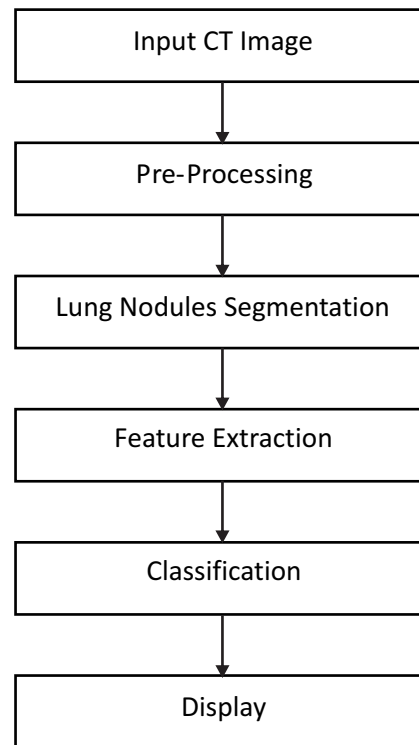 Input CT Image
Pre-Processing
Lung Nodules Segmentation
Feature Extraction
Classification
Display